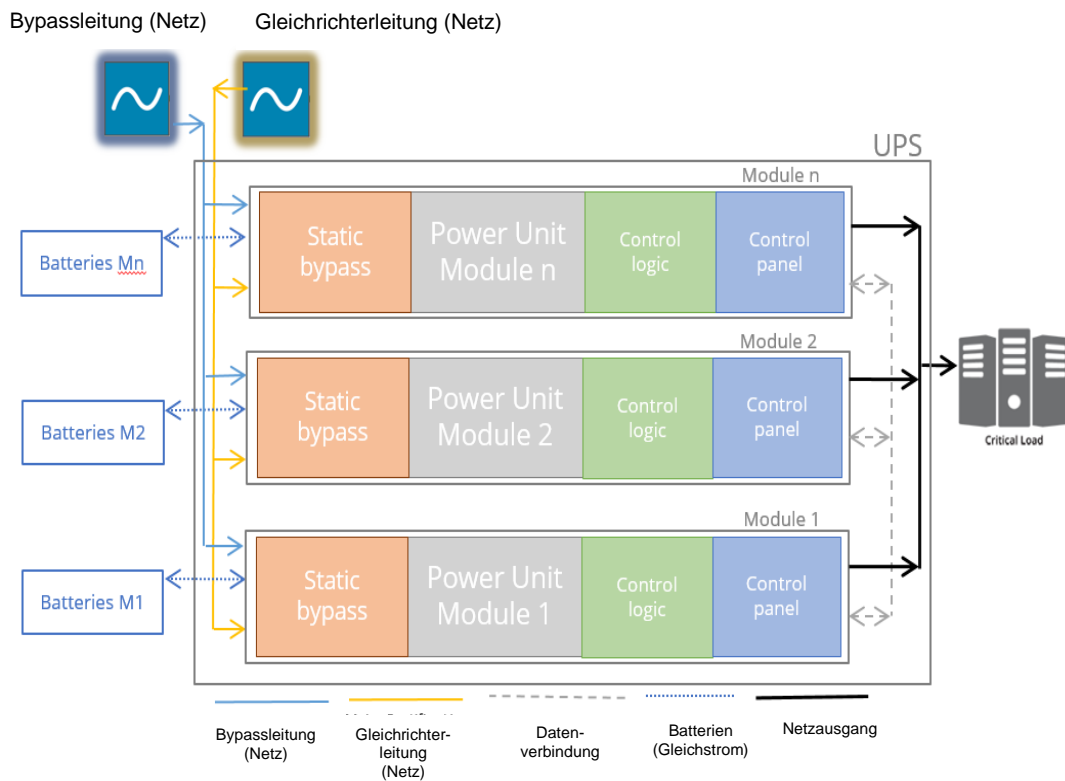 Bypassleitung (Netz)
Gleichrichterleitung (Netz)
UPS
Module n
Static
bypass
Power Unit
Module n
Control
logic
Control
panel
Batteries Mn
Module 2
Static
bypass
Power Unit
Module 2
Control
logic
Control
panel
Batteries M2
Critical Load
Module 1
Static
bypass
Power Unit
Module 1
Control
logic
Control
panel
Batteries M1
Bypassleitung
(Netz)
Gleichrichter-
leitung
(Netz)
Daten-
verbindung
Batterien
(Gleichstrom)
Netzausgang